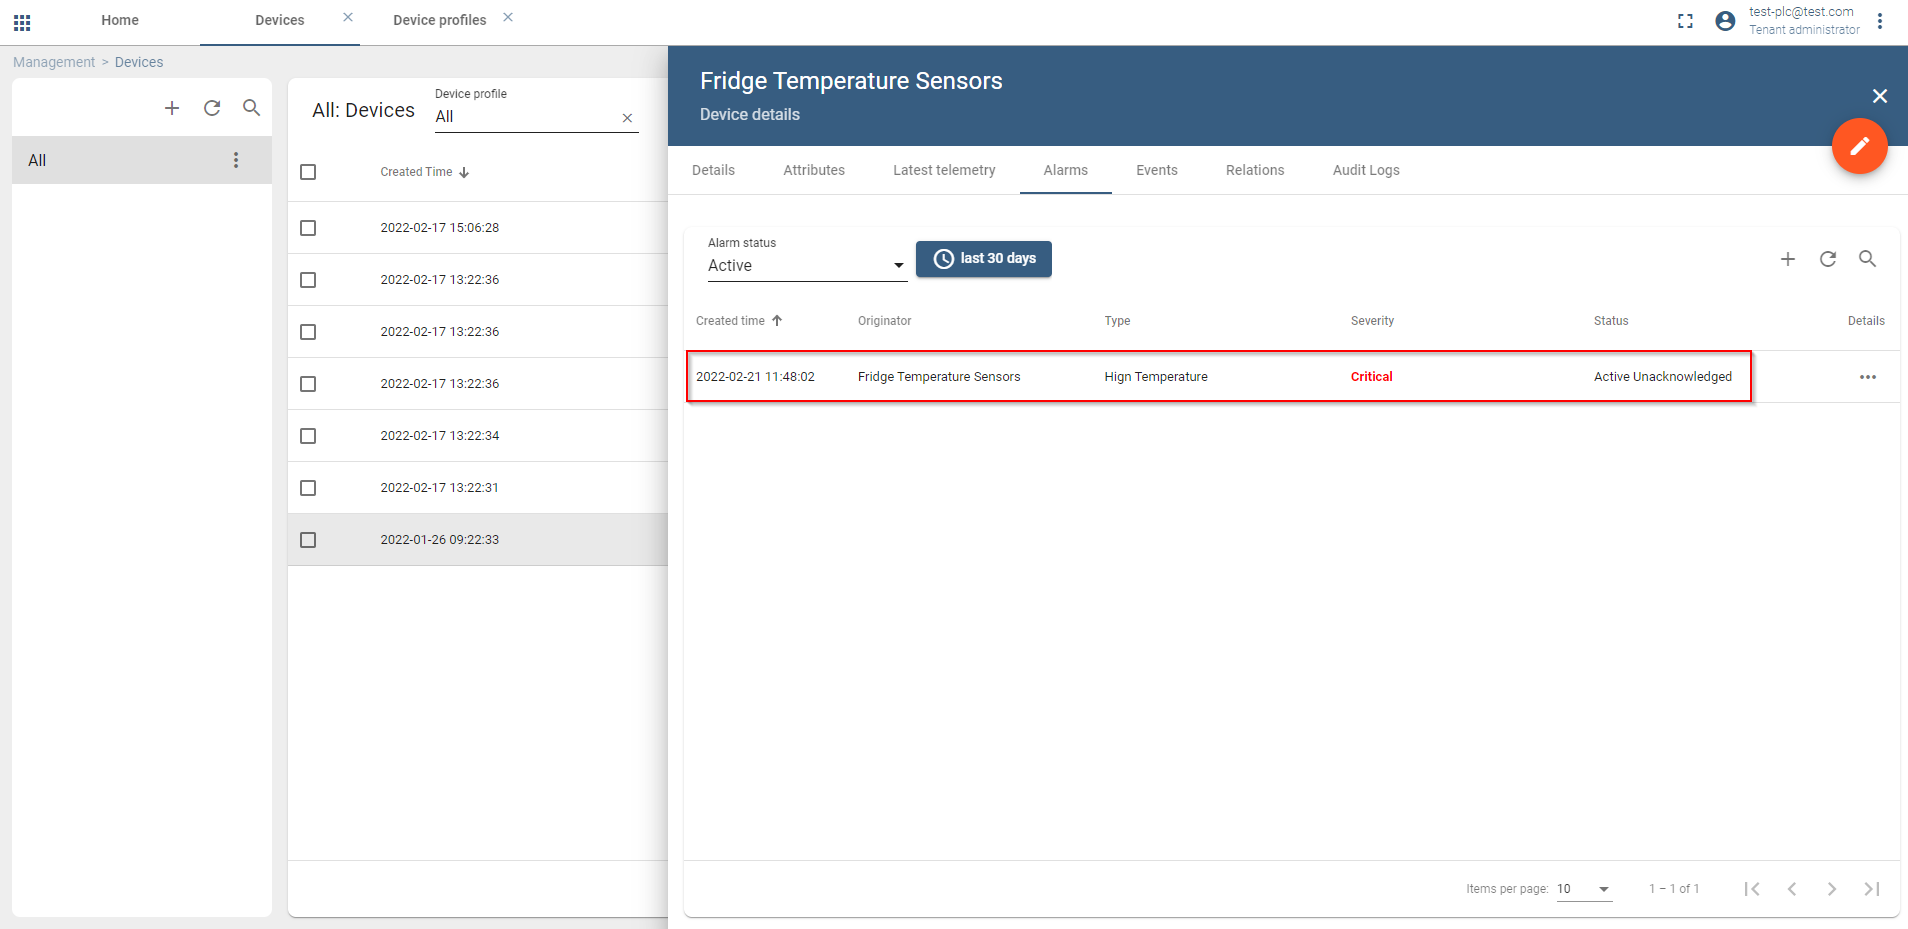 Home
Devices
Device profiles
test-plc@test.com
Tenant administrator
Management > Devices
All
All: Devices
Device profile
All
Created Time
2022-02-17 15:06:28
2022-02-17 13:22:36
2022-02-17 13:22:36
2022-02-17 13:22:36
2022-02-17 13:22:34
2022-02-17 13:22:31
2022-01-26 09:22:33
Fridge Temperature Sensors
Device details
Details Attributes Latest telemetry Alarms Events Relations Audit Logs
Alarm status
Active
last 30 days
Created time Originator Type Severity Status Details
2022-02-21 11:48:02 Fridge Temperature Sensors Hign Temperature Critical Active Unacknowledged
Items per page: 10 1 – 1 of 1